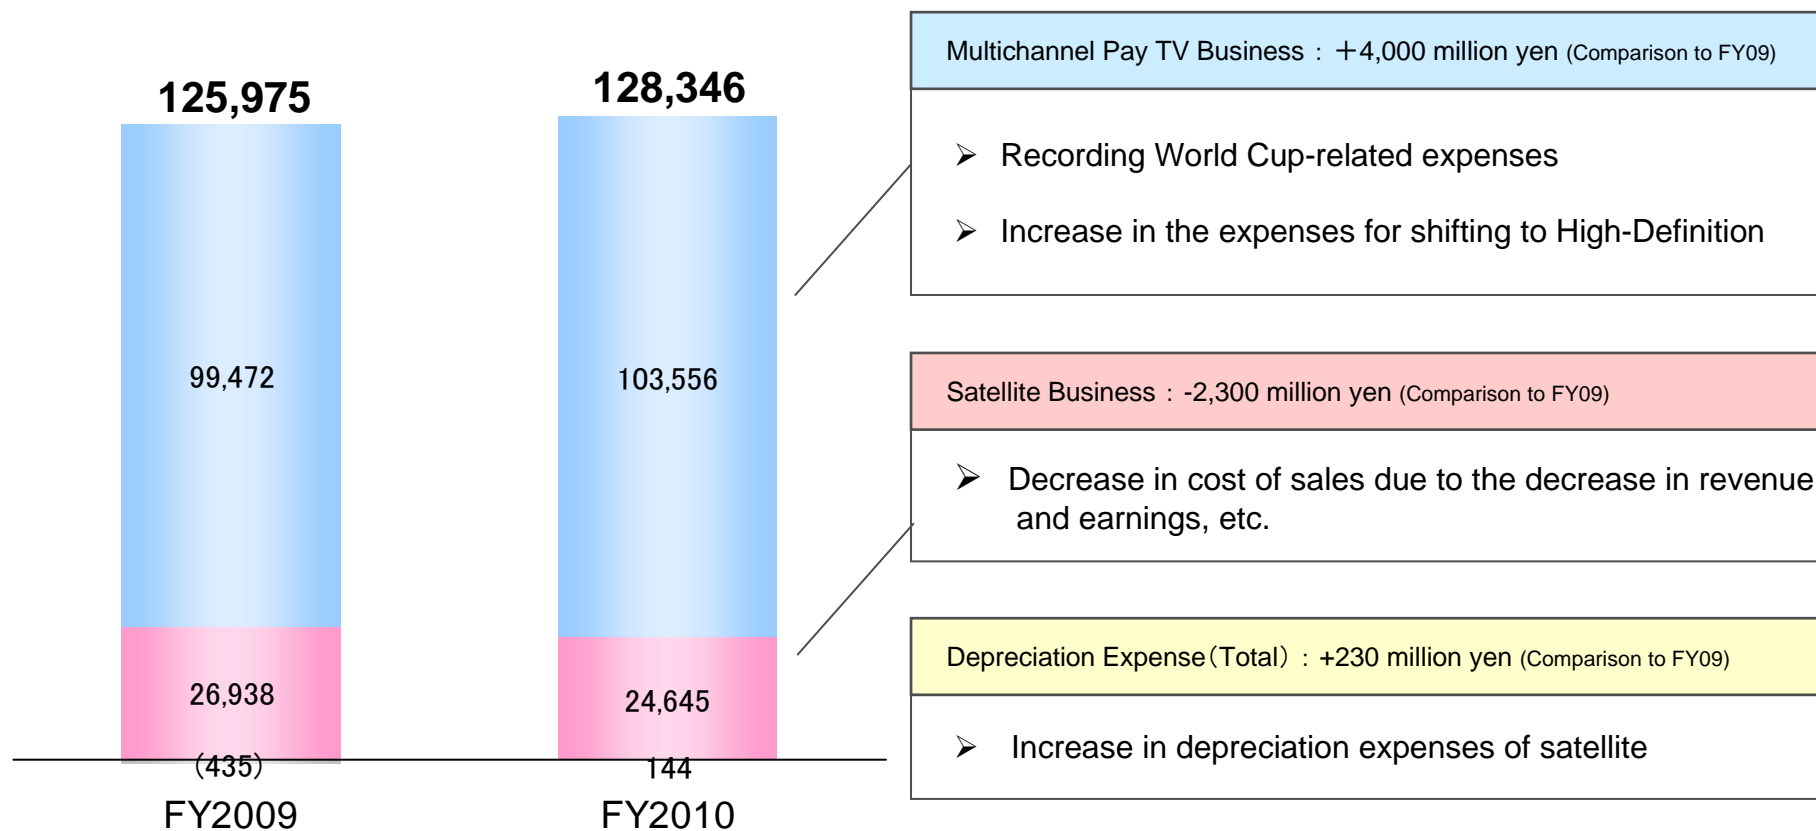 125,975
99,472
26,938
(435)
FY2009
128,346
103,556
24,645
144
FY2010
Multichannel Pay TV Business：＋4,000 million yen (Comparison to FY09)
➢ Recording World Cup-related expenses
➢ Increase in the expenses for shifting to High-Definition
Satellite Business：-2,300 million yen (Comparison to FY09)
➢ Decrease in cost of sales due to the decrease in revenue
and earnings, etc.
Depreciation Expense（Total）：+230 million yen (Comparison to FY09)
➢ Increase in depreciation expenses of satellite